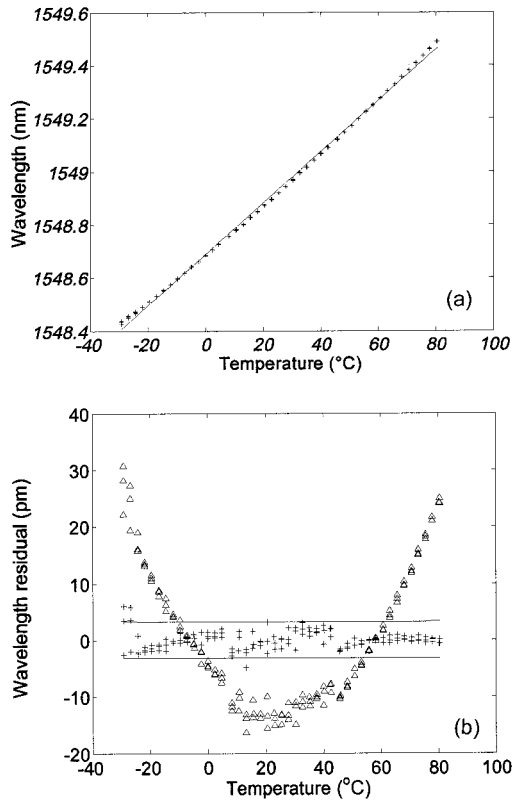 1549.6
1549.4
1549.2
1549
1548.8
1548.6
1548.4
Wavelength (nm)
-40 -20 0 20 40 60 80 100
Temperature (°C)
(a)
40
30
20
10
0
-10
-20
Wavelength residual (pm)
-40 -20 0 20 40 60 80 100
Temperature (°C)
(b)